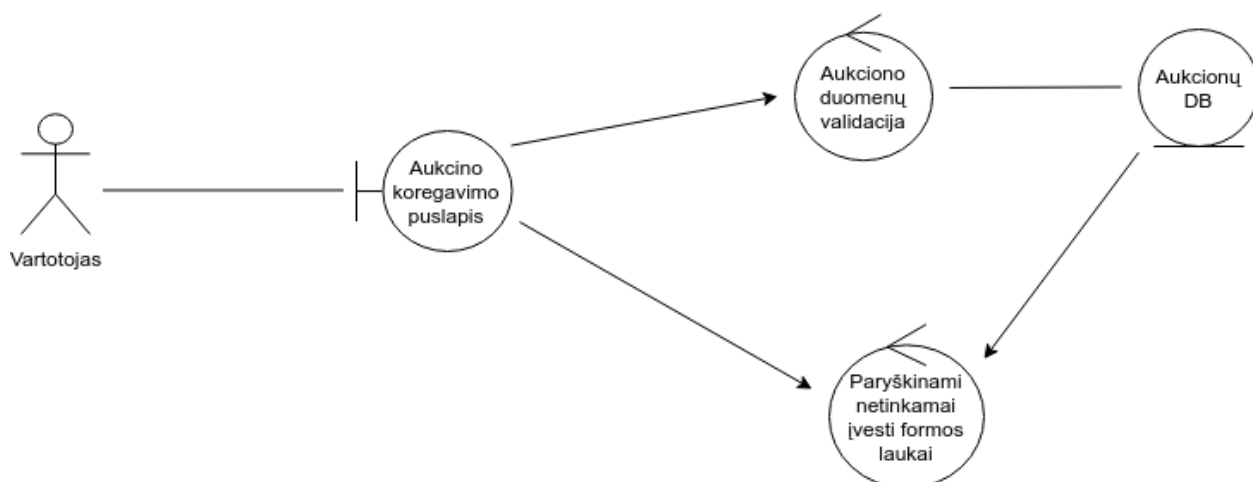 Vartotojas
Aukcino
koregavimo
puslapis
Aukciono
duomenų
validacija
Aukcionų
DB
Paryškinami
netinkamai
įvesti formos
laukai